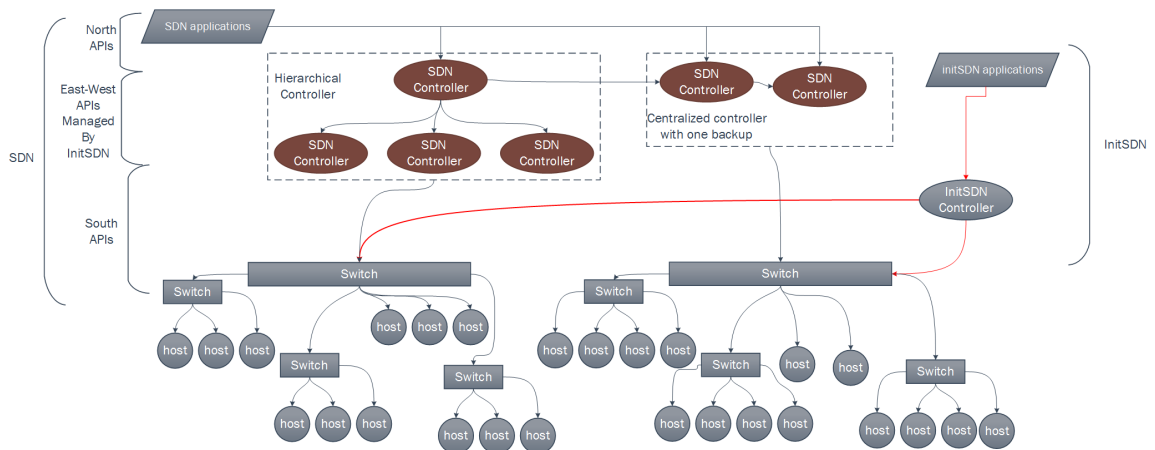 North
APIs
SDN applications
SDN
East-West
APIs
Managed
By
InitSDN
South
APIs
Hierarchical
Controller
SDN
Controller
SDN
Controller
SDN
Controller
SDN
Controller
SDN
Controller
SDN
Controller
Centralized controller
with one backup
initSDN applications
InitSDN
InitSDN
Controller
Switch
Switch
host
host
host
host
host
host
Switch
host
host
host
Switch
host
host
host
Switch
Switch
host
host
host
host
host
host
Switch
host
host
host
host
Switch
host
host
host
host